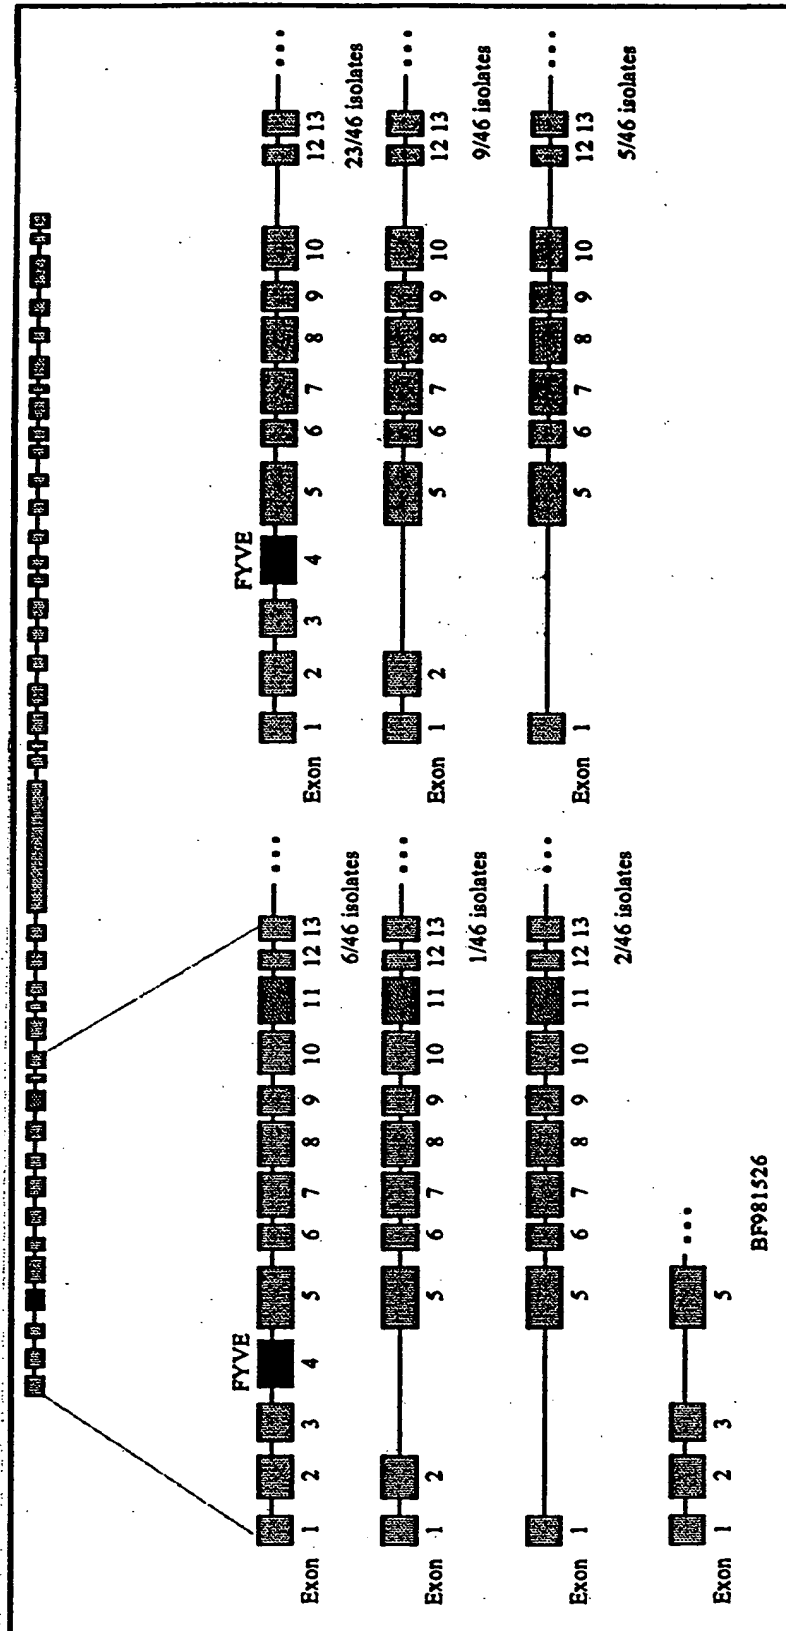 FYVE
Exon 1 2 3 4 5 6 7 8 9 10 11 12 13 • • •
6/46 isolates
Exon 1 2 5 6 7 8 9 10 11 12 13 • • •
1/46 isolates
Exon 1 5 6 7 8 9 10 11 12 13 • • •
2/46 isolates
Exon 1 2 3 5 • • •
BF981526
FYVE
Exon 1 2 3 4 5 6 7 8 9 10 12 13 • • •
23/46 isolates
Exon 1 2 5 6 7 8 9 10 12 13 • • •
9/46 isolates
Exon 1 5 6 7 8 9 10 12 13 • • •
5/46 isolates